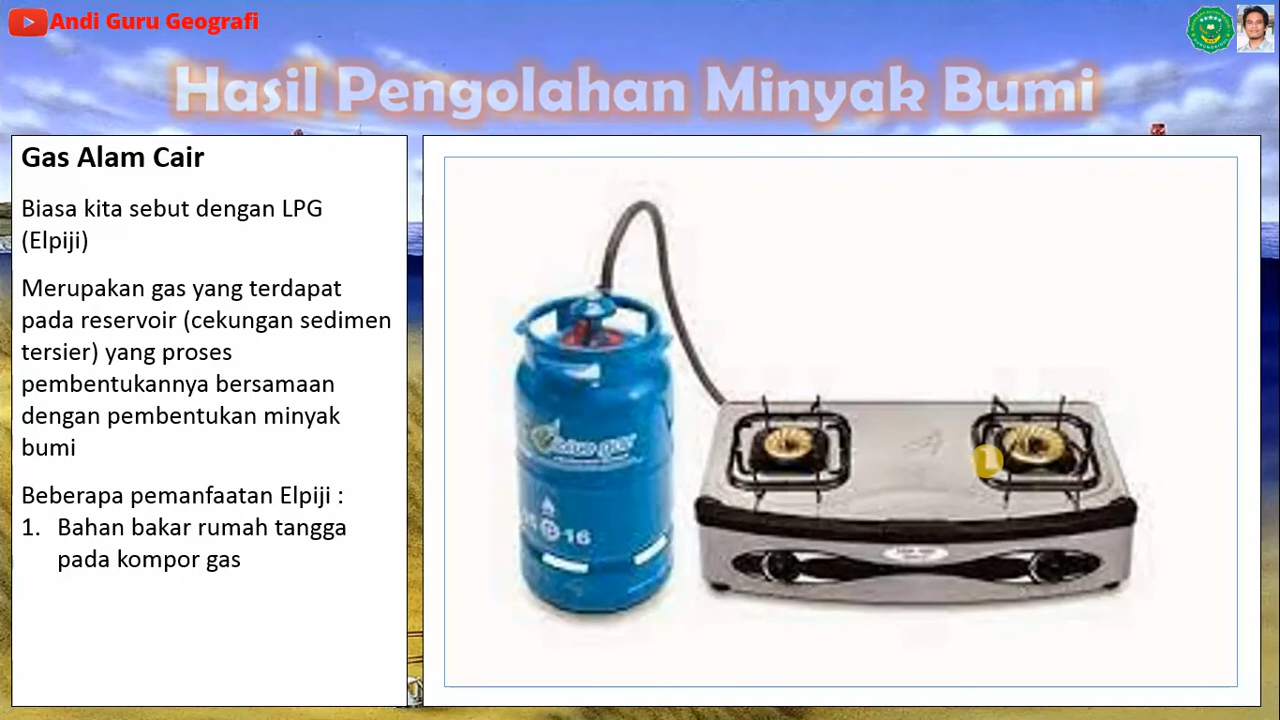 Andi Guru Geografi
Hasil Pengolahan Minyak Bumi
Gas Alam Cair
Biasa kita sebut dengan LPG
(Elpiji)
Merupakan gas yang terdapat
pada reservoir (cekungan sedimen
tersier) yang proses
pembentukannya bersamaan
dengan pembentukan minyak
bumi
Beberapa pemanfaatan Elpiji :
1. Bahan bakar rumah tangga
pada kompor gas